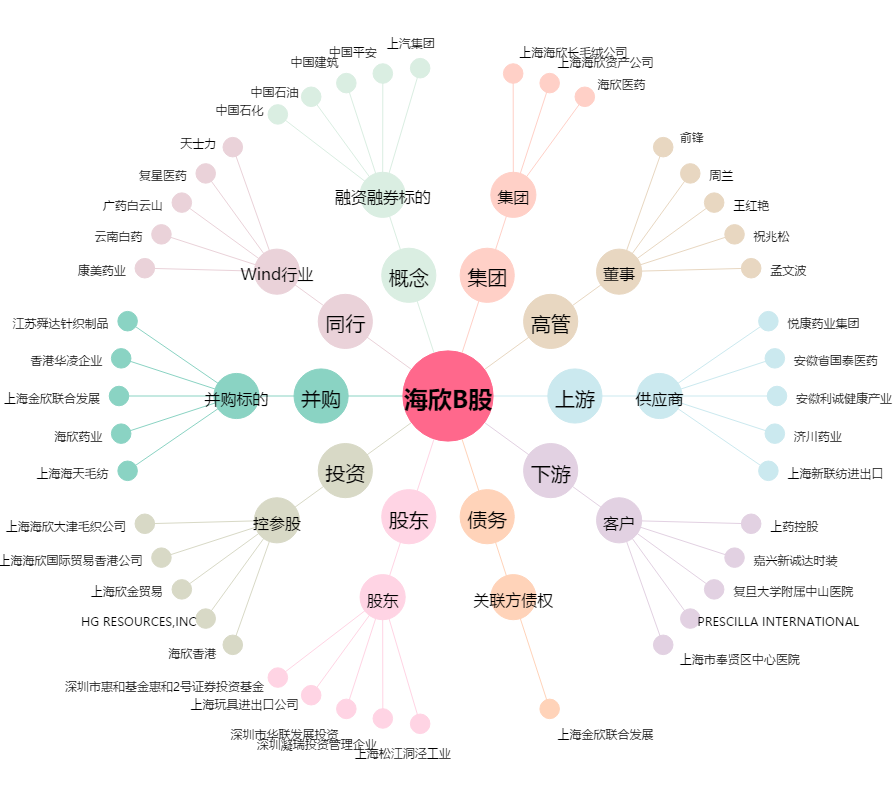 上汽集团
中国平安
中国建筑
中国石油
中国石化
上海海欣长毛绒公司
上海海欣资产公司
海欣医药
天士力
复星医药
广药白云山
云南白药
康美药业
俞锋
周兰
王红艳
祝兆松
孟文波
融资融券标的
集团
Wind行业
董事
概念
集团
同行
高管
江苏舜达针织制品
香港华凌企业
上海金欣联合发展
海欣药业
上海海天毛纺
并购标的
并购
海欣B股
上游
供应商
悦康药业集团
安徽省国泰医药
安徽利诚健康产业
济川药业
上海新联纺进出口
投资
下游
控参股
股东
债务
客户
上海海欣大津毛织公司
上海海欣国际贸易香港公司
上海欣金贸易
HG RESOURCES,INC
海欣香港
上药控股
嘉兴新诚达时装
复旦大学附属中山医院
PRESCILLA INTERNATIONAL
上海市奉贤区中心医院
股东
关联方债权
深圳市惠和基金惠和2号证券投资基金
上海玩具进出口公司
深圳市华联发展投资
深圳凝瑞投资管理企业
上海松江洞泾工业
上海金欣联合发展